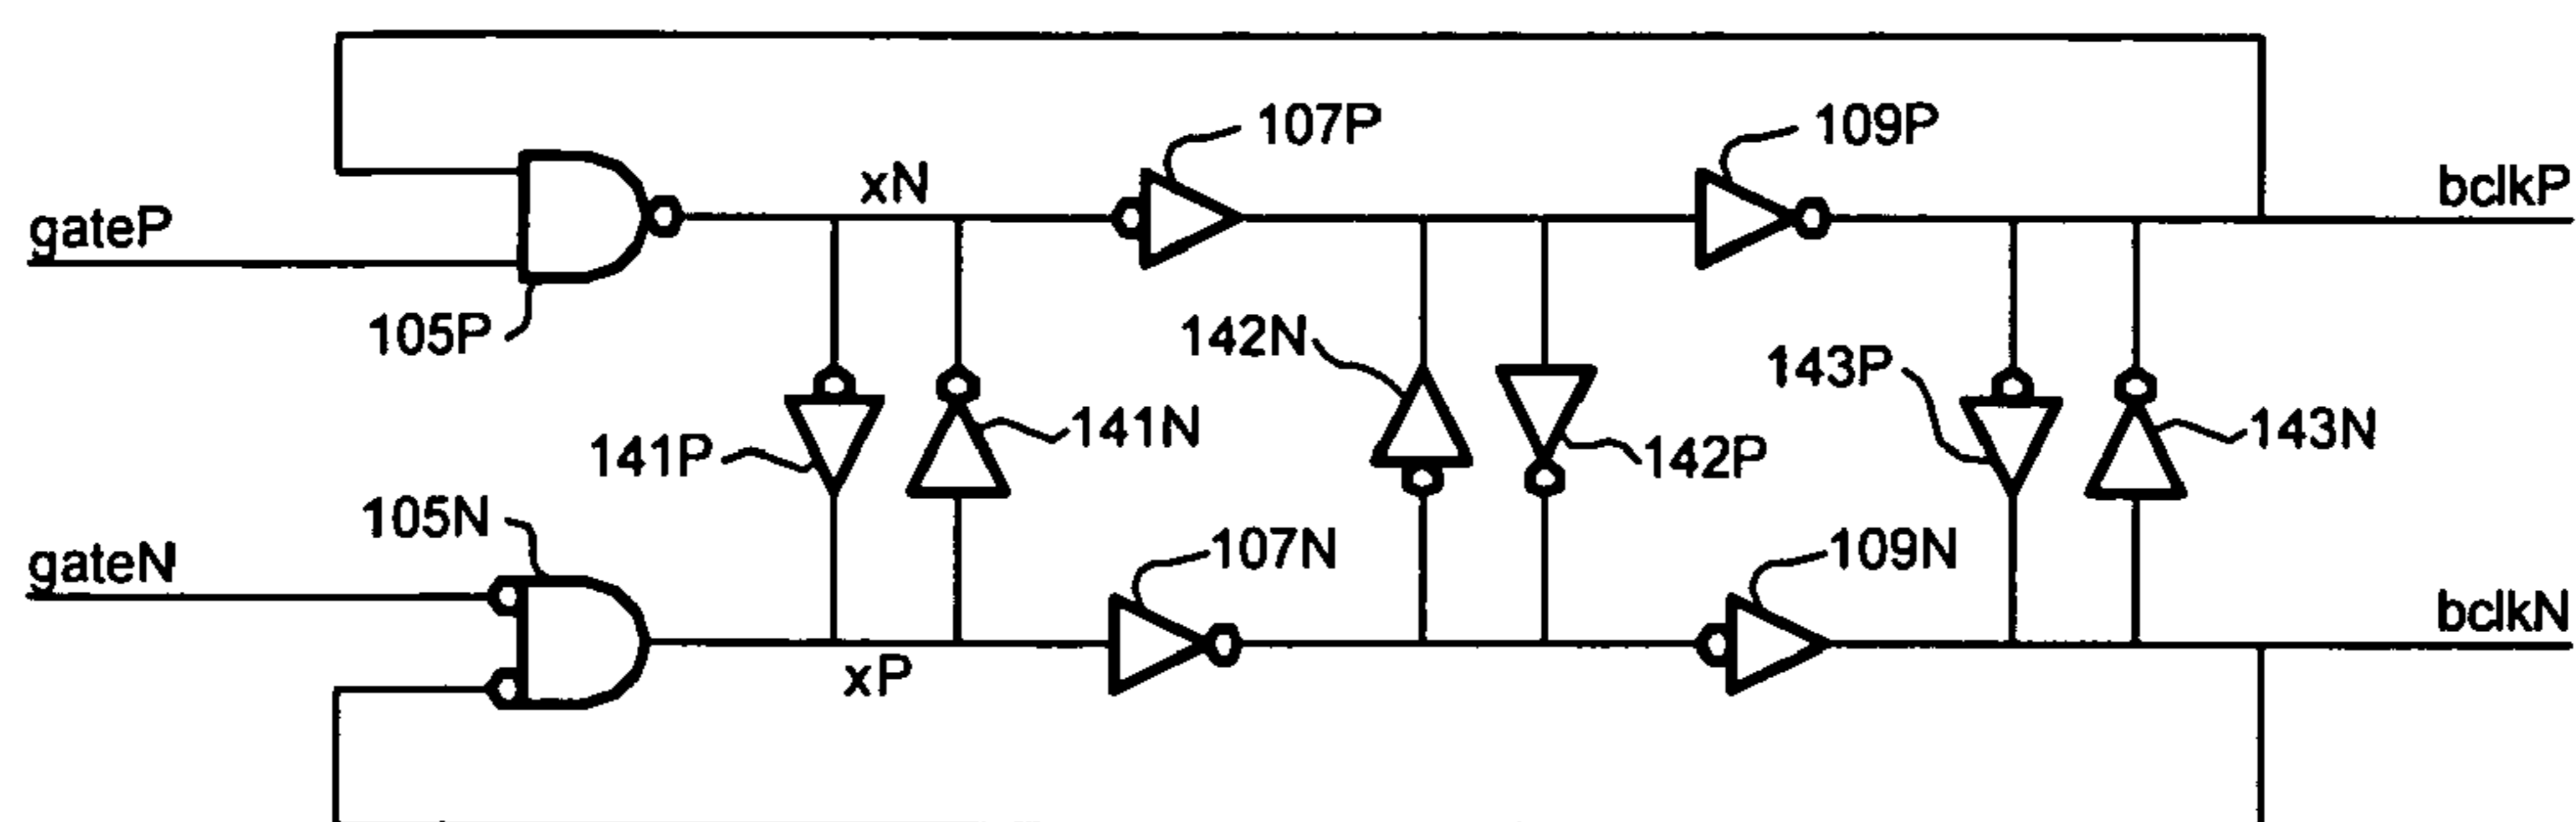 107P
109P
xN
bclkP
gateP
105P
142N
143P
141P
141N
142P
143N
105N
107N
109N
gateN
bclkN
xP